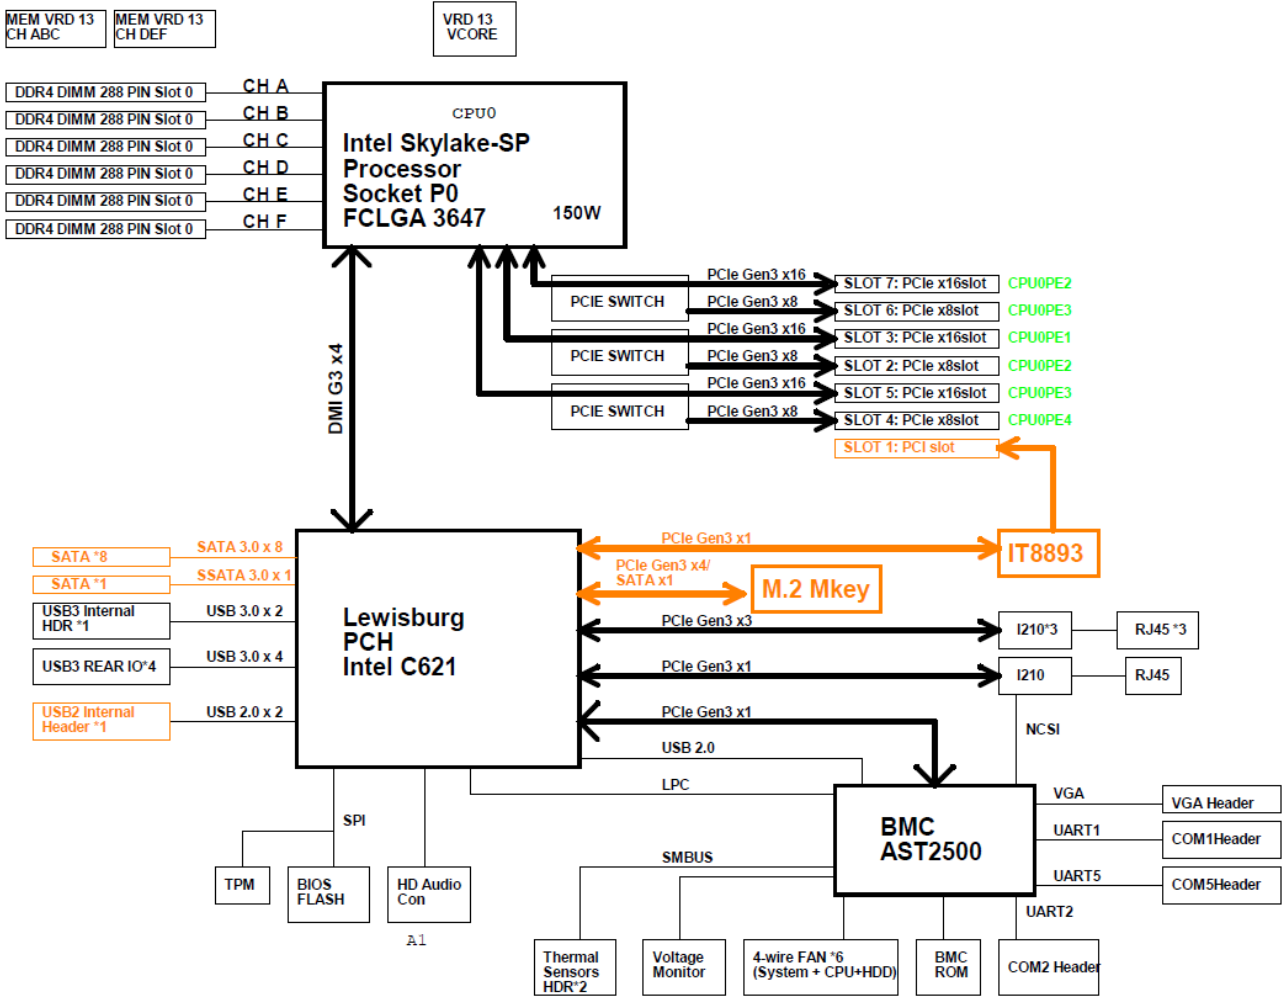 MEM VRD 13
CH ABC
MEM VRD 13
CH DEF
VRD 13
VCORE
DDR4 DIMM 288 PIN Slot 0
CH A
DDR4 DIMM 288 PIN Slot 0
CH B
DDR4 DIMM 288 PIN Slot 0
CH C
DDR4 DIMM 288 PIN Slot 0
CH D
DDR4 DIMM 288 PIN Slot 0
CH E
DDR4 DIMM 288 PIN Slot 0
CH F
CPU0
Intel Skylake-SP
Processor
Socket P0
FCLGA 3647
150W
DMI G3 x4
PCIE SWITCH
PCIe Gen3 x16
SLOT 7: PCIe x16slot
CPU0PE2
PCIe Gen3 x8
SLOT 6: PCIe x8slot
CPU0PE3
PCIE SWITCH
PCIe Gen3 x16
SLOT 3: PCIe x16slot
CPU0PE1
PCIe Gen3 x8
SLOT 2: PCIe x8slot
CPU0PE2
PCIE SWITCH
PCIe Gen3 x16
SLOT 5: PCIe x16slot
CPU0PE3
PCIe Gen3 x8
SLOT 4: PCIe x8slot
CPU0PE4
SLOT 1: PCI slot
SATA *8
SATA 3.0 x 8
SATA *1
SSATA 3.0 x 1
USB3 Internal
HDR *1
USB 3.0 x 2
USB3 REAR IO*4
USB 3.0 x 4
USB2 Internal
Header *1
USB 2.0 x 2
Lewisburg
PCH
Intel C621
PCIe Gen3 x1
IT8893
PCIe Gen3 x4/
SATA x1
M.2 Mkey
PCIe Gen3 x3
I210*3
RJ45 *3
PCIe Gen3 x1
I210
RJ45
PCIe Gen3 x1
NCSI
USB 2.0
LPC
SPI
TPM
BIOS
FLASH
HD Audio
Con
A1
BMC
AST2500
VGA
VGA Header
UART1
COM1Header
UART5
COM5Header
UART2
COM2 Header
SMBUS
Thermal
Sensors
HDR*2
Voltage
Monitor
4-wire FAN *6
(System + CPU+HDD)
BMC
ROM